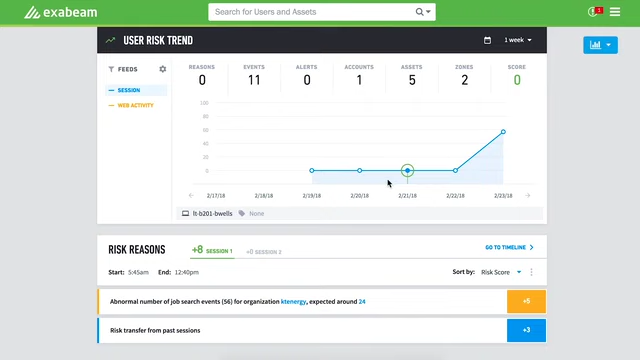 exabeam
Search for Users and Assets
1
USER RISK TREND
1 week
FEEDS
SESSION
WEB ACTIVITY
REASONS EVENTS ALERTS ACCOUNTS ASSETS ZONES SCORE
0 11 0 1 5 2 0
100
80
60
40
20
0
2/17/18 2/18/18 2/19/18 2/20/18 2/21/18 2/22/18 2/23/18
lt-b201-bwells None
RISK REASONS
+8 SESSION 1
+0 SESSION 2
GO TO TIMELINE
Start: 5:45am End: 12:40pm
Sort by: Risk Score
Abnormal number of job search events (56) for organization ktenergy, expected around 24
+5
Risk transfer from past sessions
+3